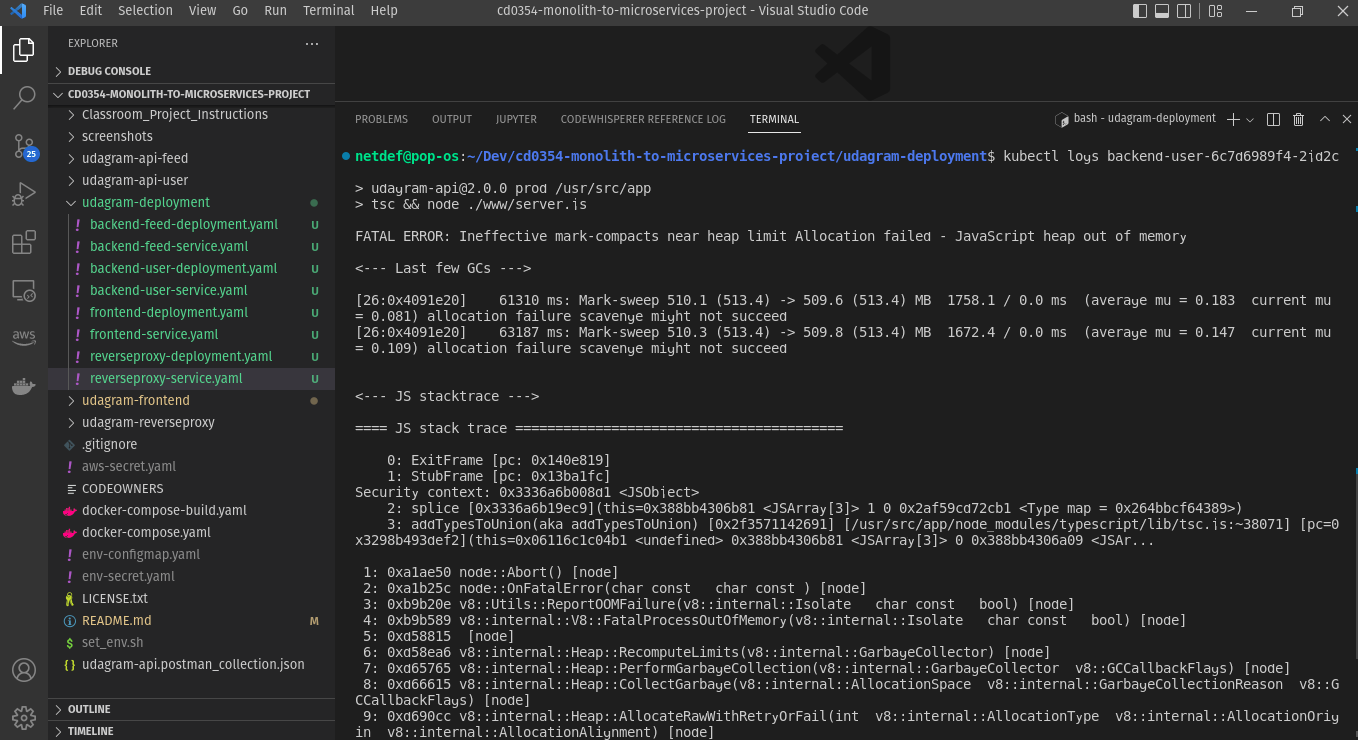 File Edit Selection View Go Run Terminal Help cd0354-monolith-to-microservices-project - Visual Studio Code
EXPLORER
DEBUG CONSOLE
CD0354-MONOLITH-TO-MICROSERVICES-PROJECT
Classroom_Project_Instructions
screenshots
udagram-api-feed
udagram-api-user
udagram-deployment
! backend-feed-deployment.yaml U
! backend-feed-service.yaml U
! backend-user-deployment.yaml U
! backend-user-service.yaml U
! frontend-deployment.yaml U
! frontend-service.yaml U
! reverseproxy-deployment.yaml U
! reverseproxy-service.yaml U
udagram-frontend
udagram-reverseproxy
.gitignore
! aws-secret.yaml
CODEOWNERS
docker-compose-build.yaml
docker-compose.yaml
! env-configmap.yaml
! env-secret.yaml
LICENSE.txt
README.md M
$ set_env.sh
{} udagram-api.postman_collection.json
OUTLINE
TIMELINE
25
aws
PROBLEMS OUTPUT JUPYTER CODEWHISPERER REFERENCE LOG TERMINAL bash - udagram-deployment
netdef@pop-os:~/Dev/cd0354-monolith-to-microservices-project/udagram-deployment$ kubectl logs backend-user-6c7d6989f4-2jd2c
> udagram-api@2.0.0 prod /usr/src/app
> tsc && node ./www/server.js
FATAL ERROR: Ineffective mark-compacts near heap limit Allocation failed - JavaScript heap out of memory
<--- Last few GCs --->
[26:0x4091e20]    61310 ms: Mark-sweep 510.1 (513.4) -> 509.6 (513.4) MB  1758.1 / 0.0 ms  (average mu = 0.183  current mu
= 0.081) allocation failure scavenge might not succeed
[26:0x4091e20]    63187 ms: Mark-sweep 510.3 (513.4) -> 509.8 (513.4) MB  1672.4 / 0.0 ms  (average mu = 0.147  current mu
= 0.109) allocation failure scavenge might not succeed
<--- JS stacktrace --->
==== JS stack trace =========================================
0: ExitFrame [pc: 0x140e819]
1: StubFrame [pc: 0x13ba1fc]
Security context: 0x3336a6b008d1 <JSObject>
2: splice [0x3336a6b19ec9](this=0x388bb4306b81 <JSArray[3]> 1 0 0x2af59cd72cb1 <Type map = 0x264bbcf64389>)
3: addTypesToUnion(aka addTypesToUnion) [0x2f3571142691] [/usr/src/app/node_modules/typescript/lib/tsc.js:~38071] [pc=0
x3298b493def2](this=0x06116c1c04b1 <undefined> 0x388bb4306b81 <JSArray[3]> 0 0x388bb4306a09 <JSAr...
1: 0xa1ae50 node::Abort() [node]
2: 0xa1b25c node::OnFatalError(char const   char const ) [node]
3: 0xb9b20e v8::Utils::ReportOOMFailure(v8::internal::Isolate   char const   bool) [node]
4: 0xb9b589 v8::internal::V8::FatalProcessOutOfMemory(v8::internal::Isolate   char const   bool) [node]
5: 0xd58815  [node]
6: 0xd58ea6 v8::internal::Heap::RecomputeLimits(v8::internal::GarbageCollector) [node]
7: 0xd65765 v8::internal::Heap::PerformGarbageCollection(v8::internal::GarbageCollector  v8::GCCallbackFlags) [node]
8: 0xd66615 v8::internal::Heap::CollectGarbage(v8::internal::AllocationSpace  v8::internal::GarbageCollectionReason  v8::G
CCallbackFlags) [node]
9: 0xd690cc v8::internal::Heap::AllocateRawWithRetryOrFail(int  v8::internal::AllocationType  v8::internal::AllocationOrig
in  v8::internal::AllocationAlignment) [node]